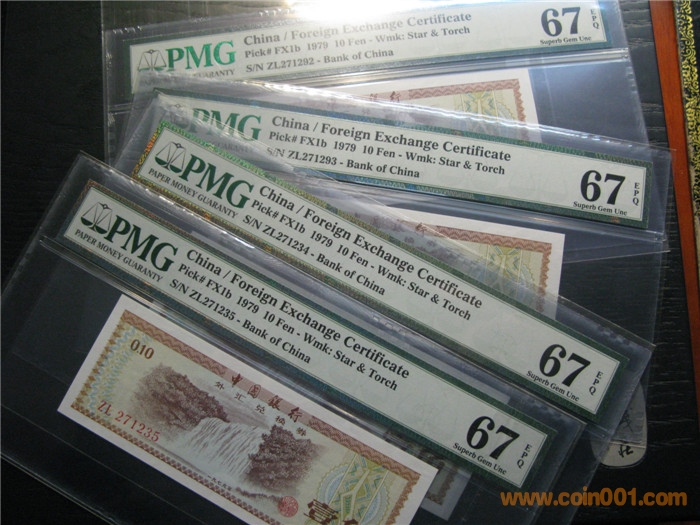 PMG
PAPER MONEY GUARANTY
China / Foreign Exchange Certificate
Pick# FX1b 1979 10 Fen - Wmk: Star & Torch
S/N ZL271292 - Bank of China
67
EPQ
Superb Gem Unc
PMG
China / Foreign Exchange Certificate
Pick# FX1b 1979 10 Fen - Wmk: Star & Torch
S/N ZL271293 - Bank of China
67
EPQ
Superb Gem Unc
PMG
PAPER MONEY GUARANTY
China / Foreign Exchange Certificate
Pick# FX1b 1979 10 Fen - Wmk: Star & Torch
S/N ZL271234 - Bank of China
67
EPQ
Superb Gem Unc
PMG
PAPER MONEY GUARANTY
China / Foreign Exchange Certificate
Pick# FX1b 1979 10 Fen - Wmk: Star & Torch
S/N ZL271235 - Bank of China
67
EPQ
Superb Gem Unc
0.10
中国银行
外汇兑换券
ZL 271235
www.coin001.com